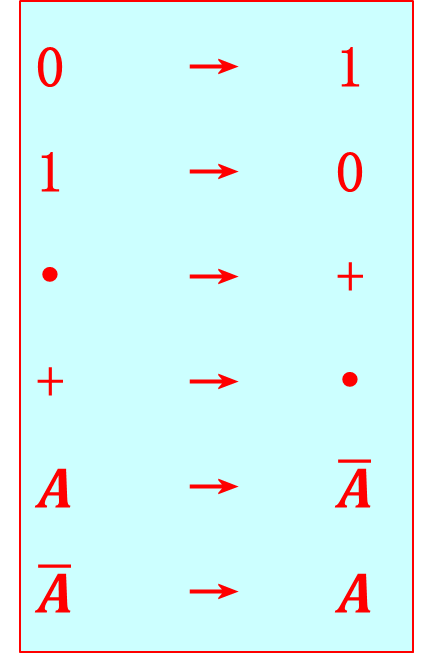 0 → 1
1 → 0
• → +
+ → •
A → A̅
A̅ → A